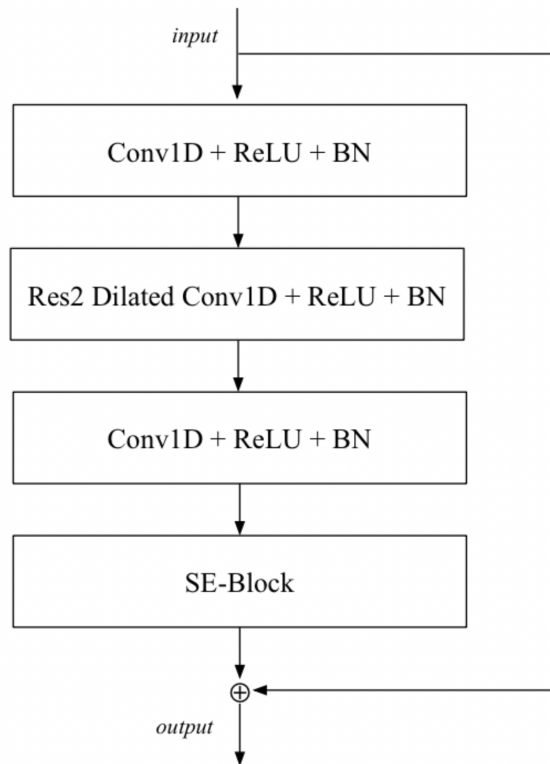 input
Conv1D + ReLU + BN
Res2 Dilated Conv1D + ReLU + BN
Conv1D + ReLU + BN
SE-Block
output